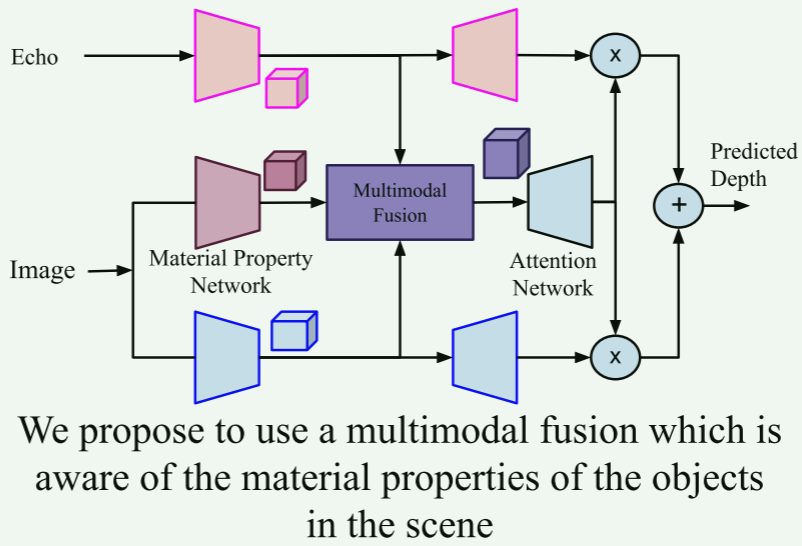 Echo
x
Multimodal
Fusion
Predicted
Depth
+
Image
Material Property
Network
Attention
Network
x
We propose to use a multimodal fusion which is
aware of the material properties of the objects
in the scene